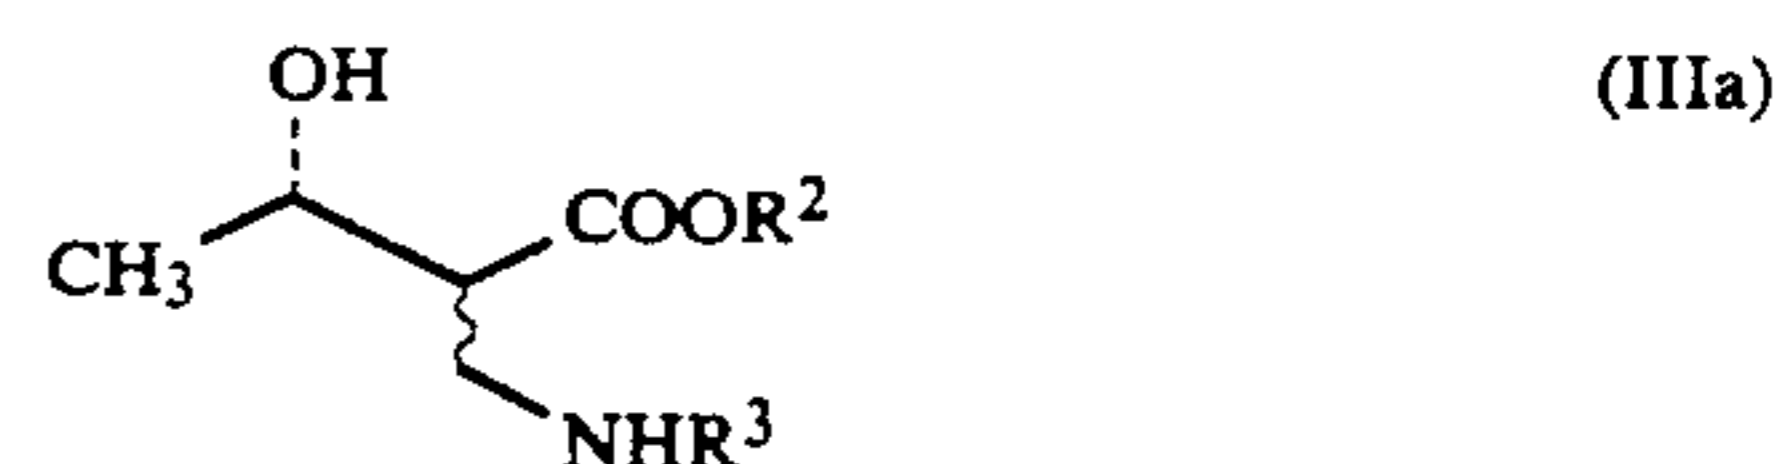 OH
(IIIa)
COOR²
CH₃
NHR³